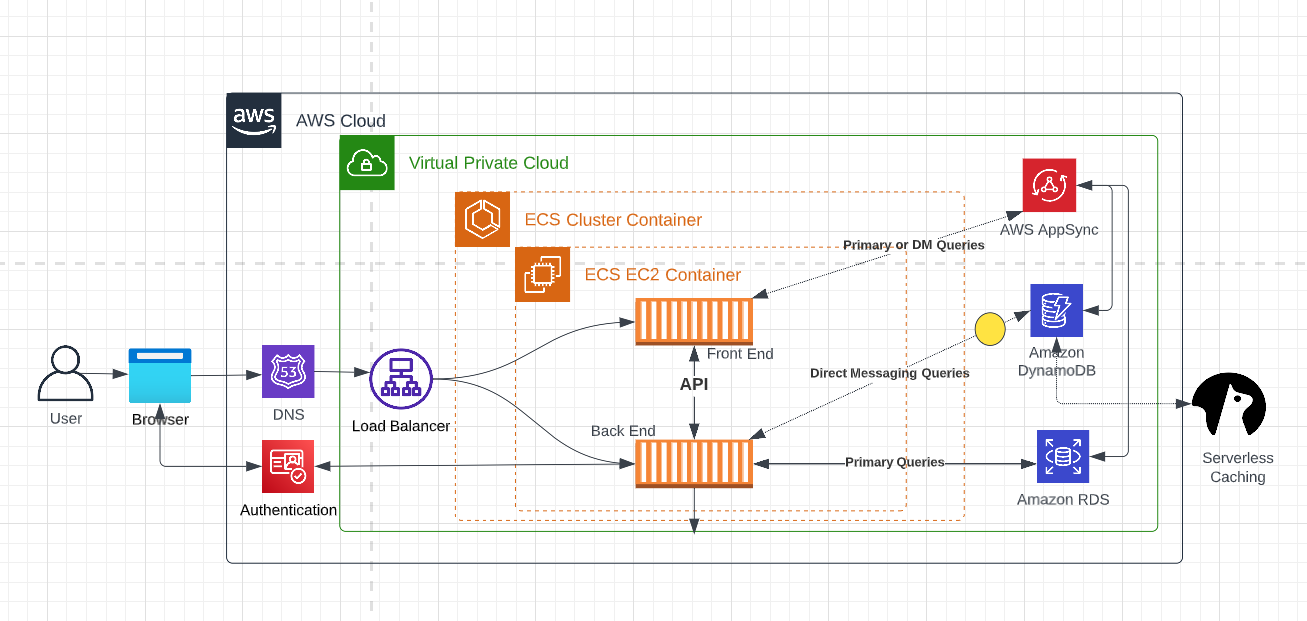 aws
AWS Cloud
Virtual Private Cloud
ECS Cluster Container
AWS AppSync
Primary or DM Queries
ECS EC2 Container
Front End
Amazon
DynamoDB
53
DNS
API
Direct Messaging Queries
User
Browser
Load Balancer
Back End
Primary Queries
Serverless
Caching
Amazon RDS
Authentication